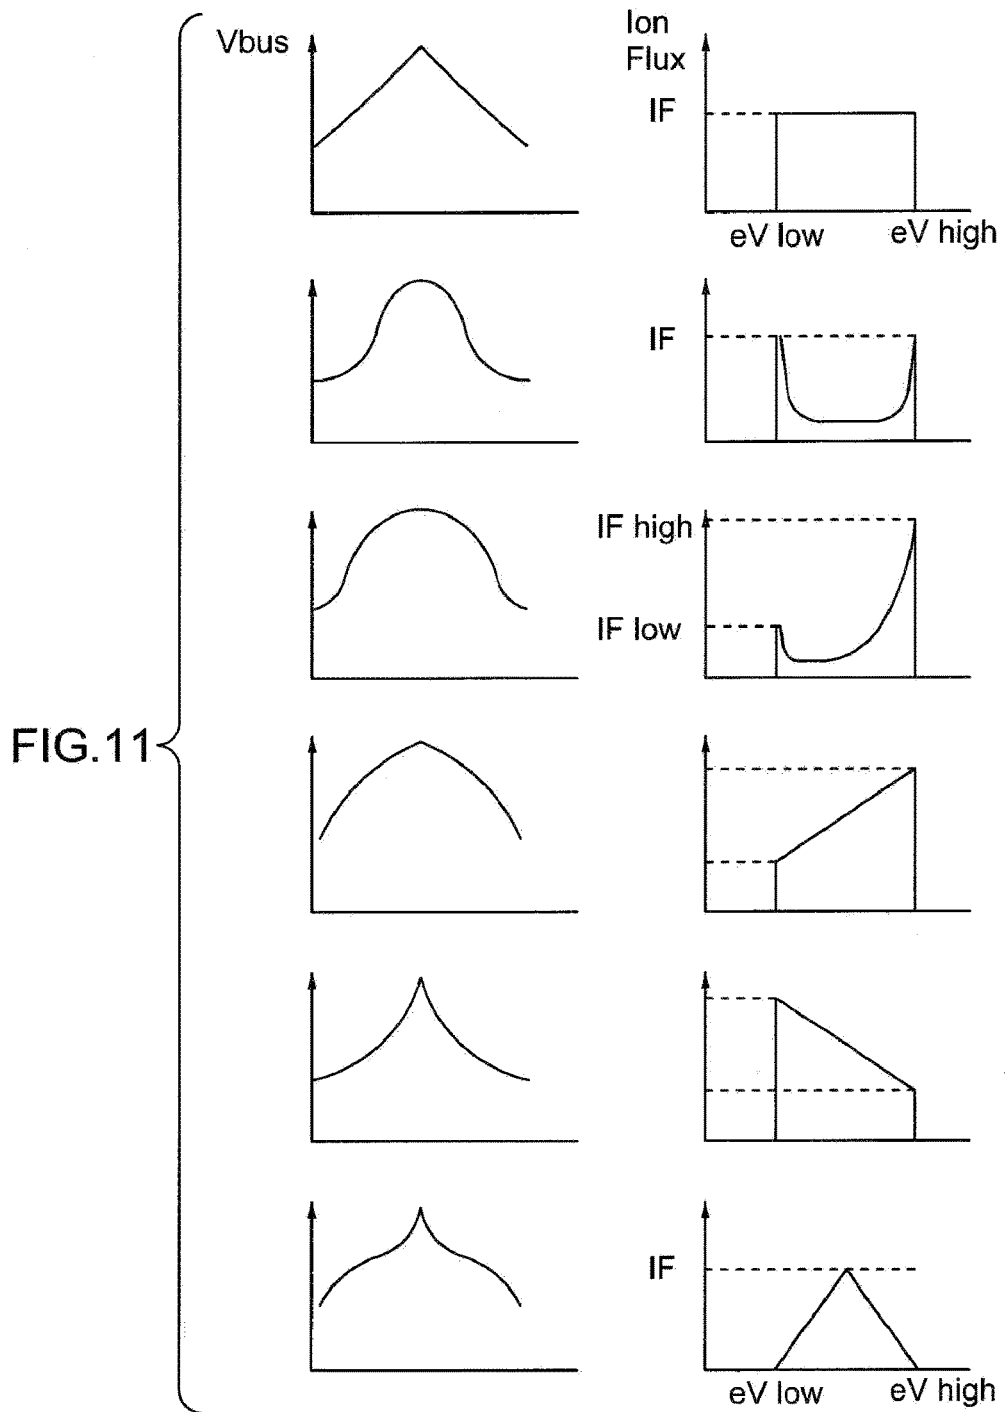 Vbus
Ion
Flux
IF
eV low
eV high
IF
IF high
IF low
FIG.11
IF
eV low
eV high